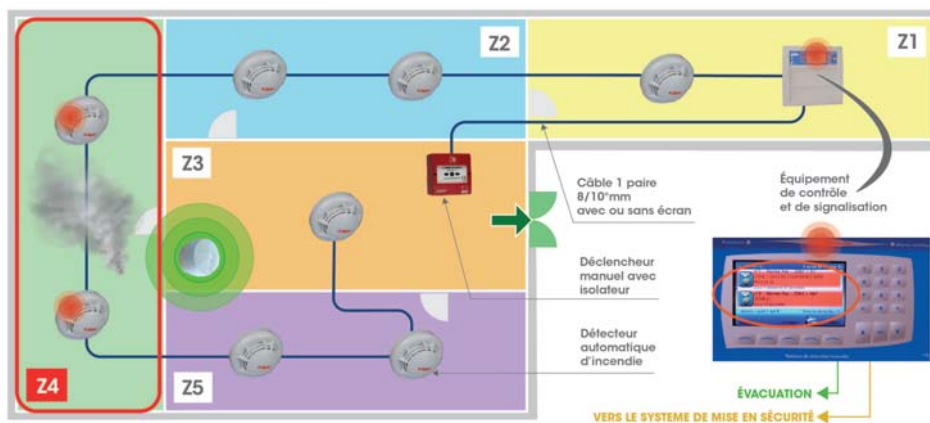 Z2
Z1
Z3
Câble 1 paire
8/10°mm
avec ou sans écran
Équipement
de contrôle
et de signalisation
Déclencheur
manuel avec
isolateur
Détecteur
automatique
d'incendie
Z4
Z5
ÉVACUATION
VERS LE SYSTEME DE MISE EN SÉCURITÉ